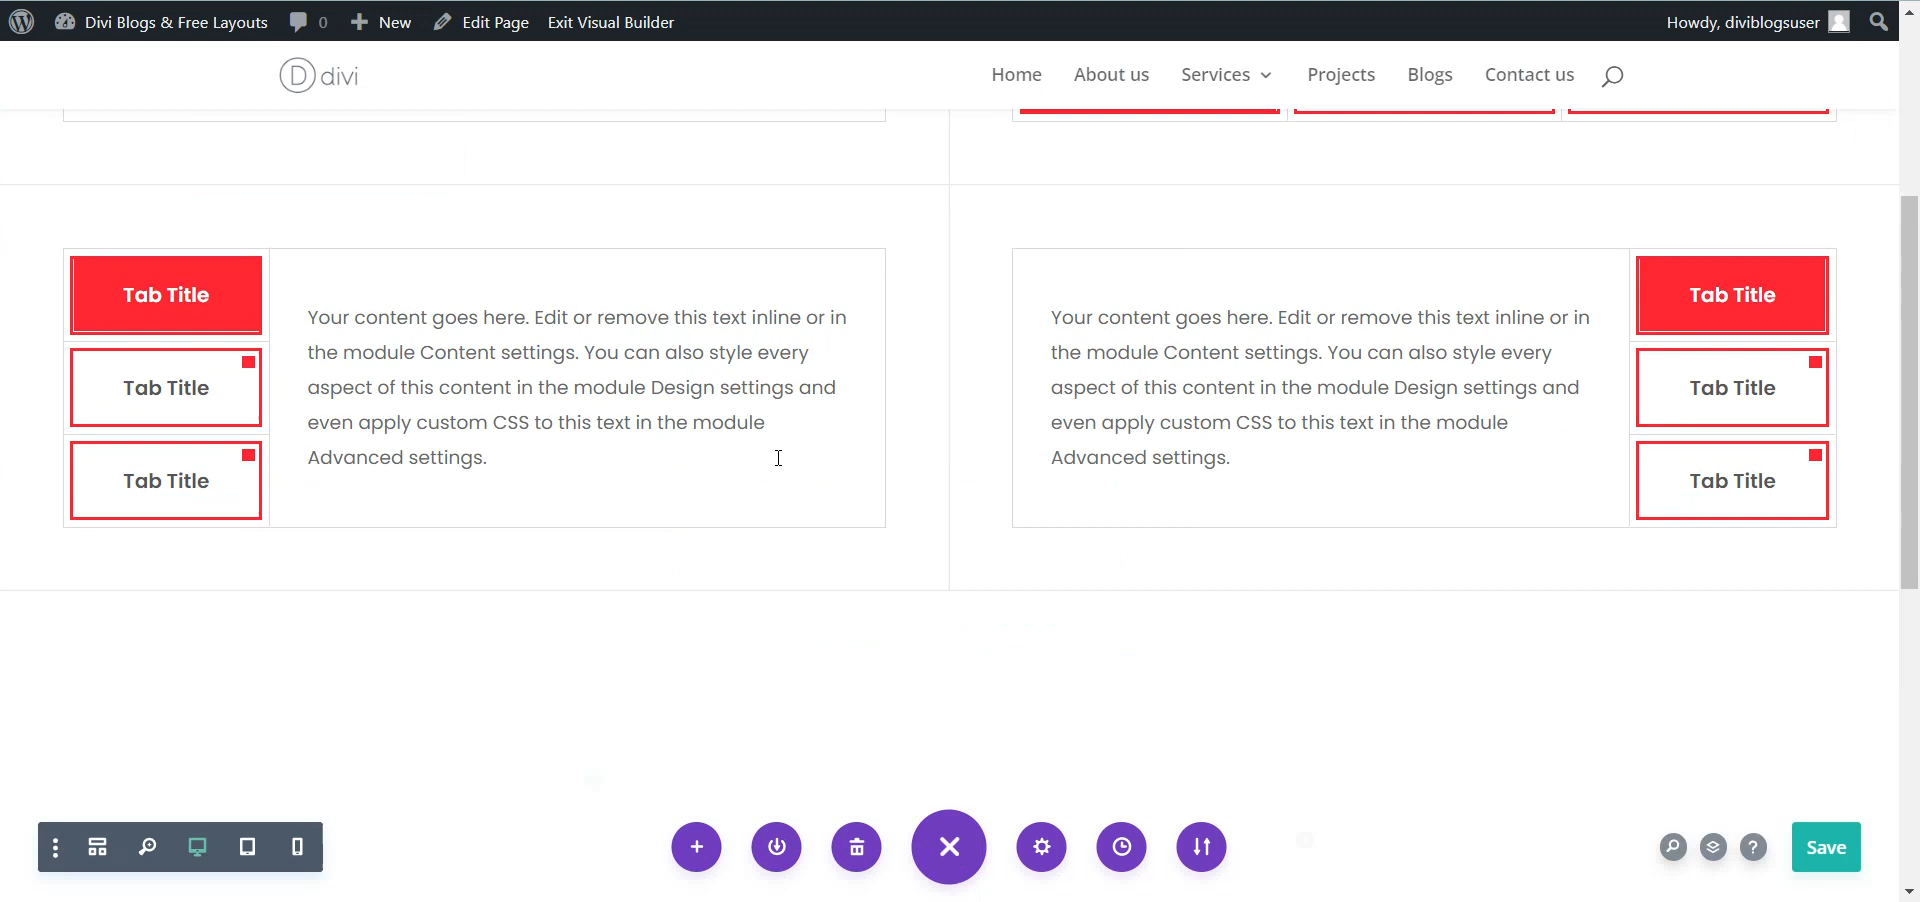 Divi Blogs & Free Layouts 0 New Edit Page Exit Visual Builder Howdy, diviblogsuser
D divi Home About us Services Projects Blogs Contact us
Tab Title
Tab Title
Tab Title
Your content goes here. Edit or remove this text inline or in
the module Content settings. You can also style every
aspect of this content in the module Design settings and
even apply custom CSS to this text in the module
Advanced settings.
Your content goes here. Edit or remove this text inline or in
the module Content settings. You can also style every
aspect of this content in the module Design settings and
even apply custom CSS to this text in the module
Advanced settings.
Tab Title
Tab Title
Tab Title
? Save